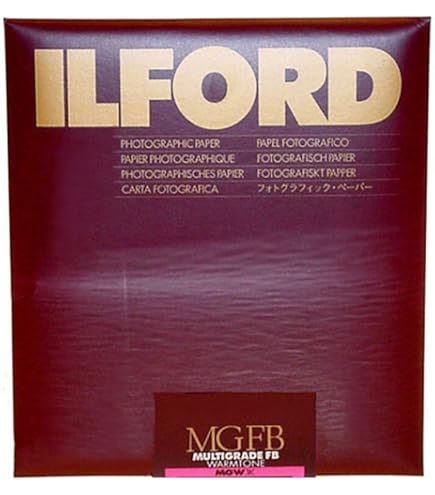 ILFORD
PHOTOGRAPHIC PAPER
PAPIER PHOTOGRAPHIQUE
PHOTOGRAPHISCHES PAPIER
CARTA FOTOGRAFICA
PAPEL FOTOGRAFICO
FOTOGRAFISCH PAPIER
FOTOGRAFISKT PAPPER
フォトグラフィック・ペーパー
MGFB
MULTIGRADE FB
WARMTONE
MGW